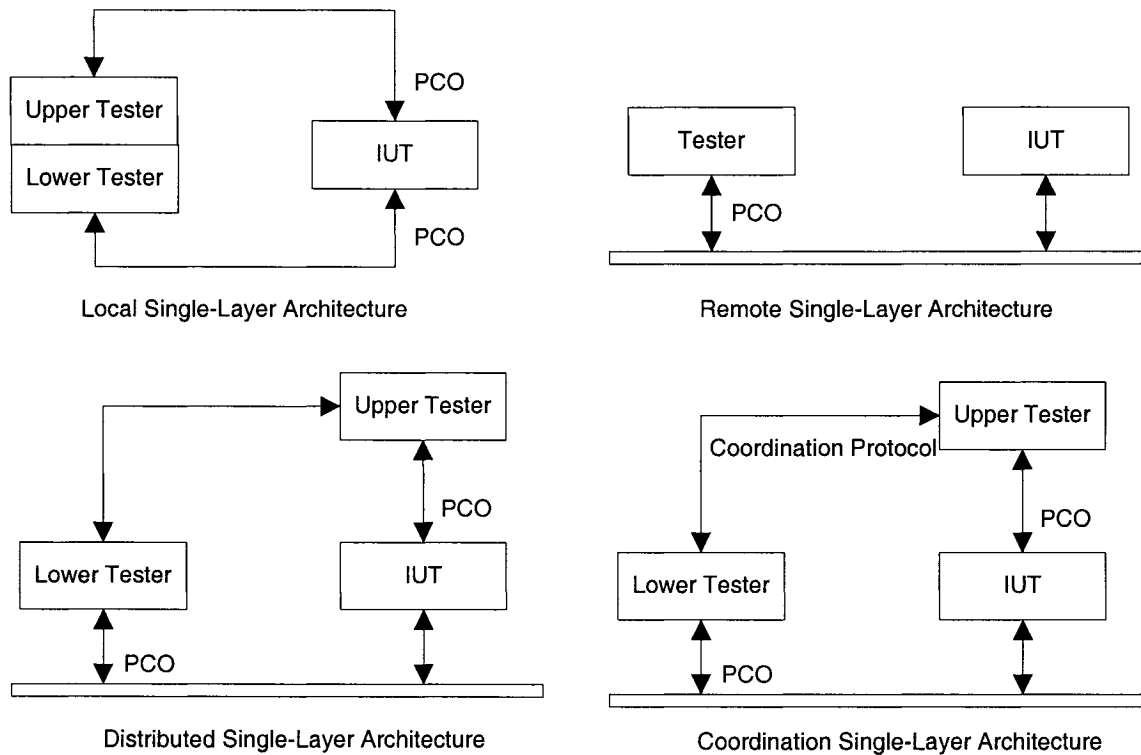 PCO
Upper Tester
Lower Tester
IUT
PCO
Local Single-Layer Architecture
Tester
IUT
PCO
Remote Single-Layer Architecture
Upper Tester
PCO
Lower Tester
IUT
PCO
Distributed Single-Layer Architecture
Upper Tester
Coordination Protocol
PCO
Lower Tester
IUT
PCO
Coordination Single-Layer Architecture